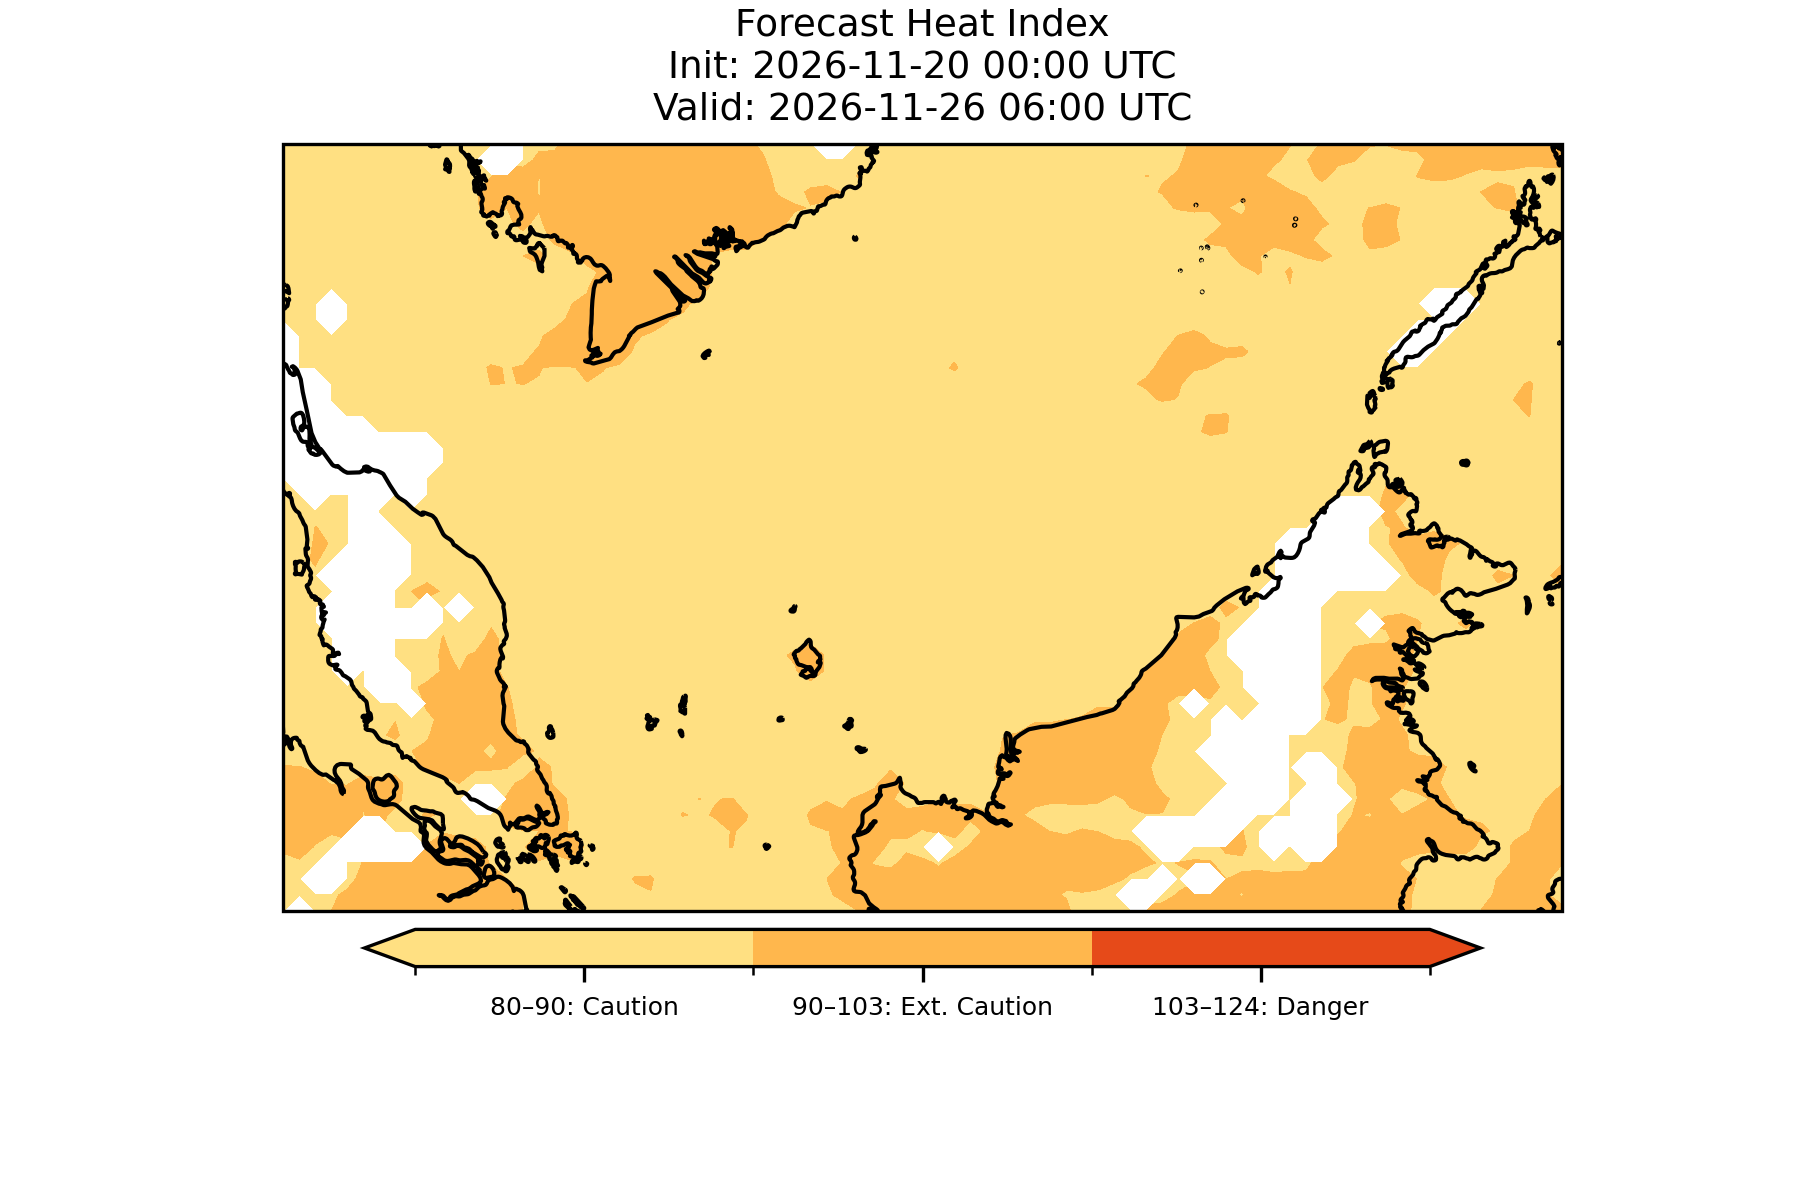 Forecast Heat Index
Init: 2026-11-20 00:00 UTC
Valid: 2026-11-26 06:00 UTC
80–90: Caution
90–103: Ext. Caution
103–124: Danger